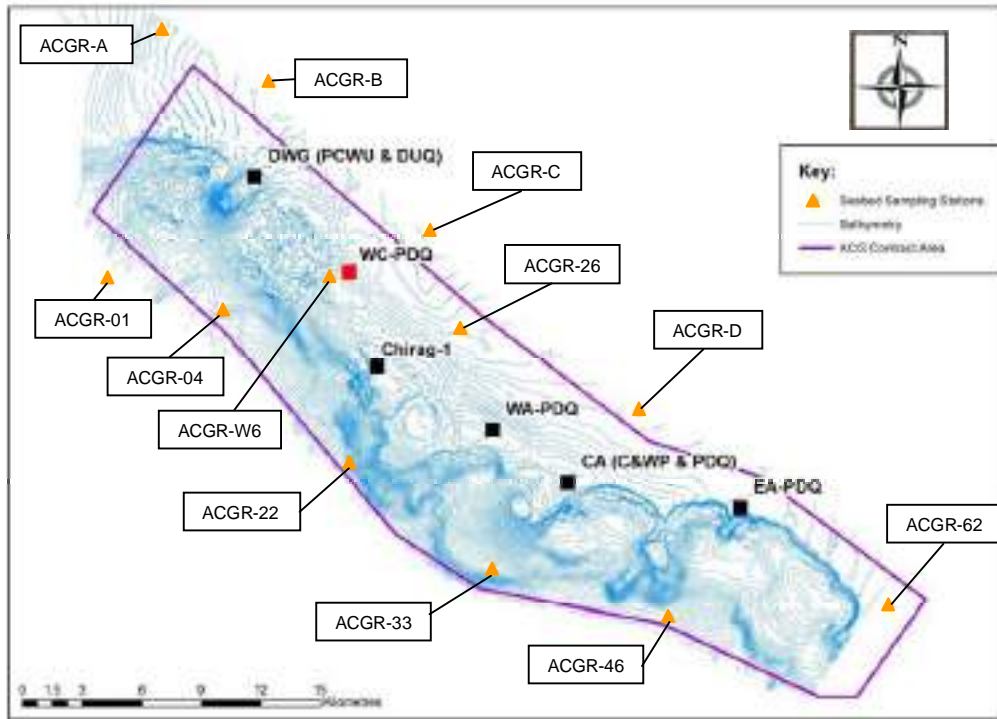 ACGR-A
N
ACGR-B
DWG (PCWU & DUQ)
ACGR-C
Key:
Seabed Sampling Stations
Bathymetry
ACG Contract Area
WC-PDQ
ACGR-26
ACGR-01
ACGR-D
Chirag-1
ACGR-04
WA-PDQ
ACGR-W6
CA (C&WP & PDQ)
EA-PDQ
ACGR-22
ACGR-62
ACGR-33
ACGR-46
0 1.5 3 6 9 12 15
Kilometres